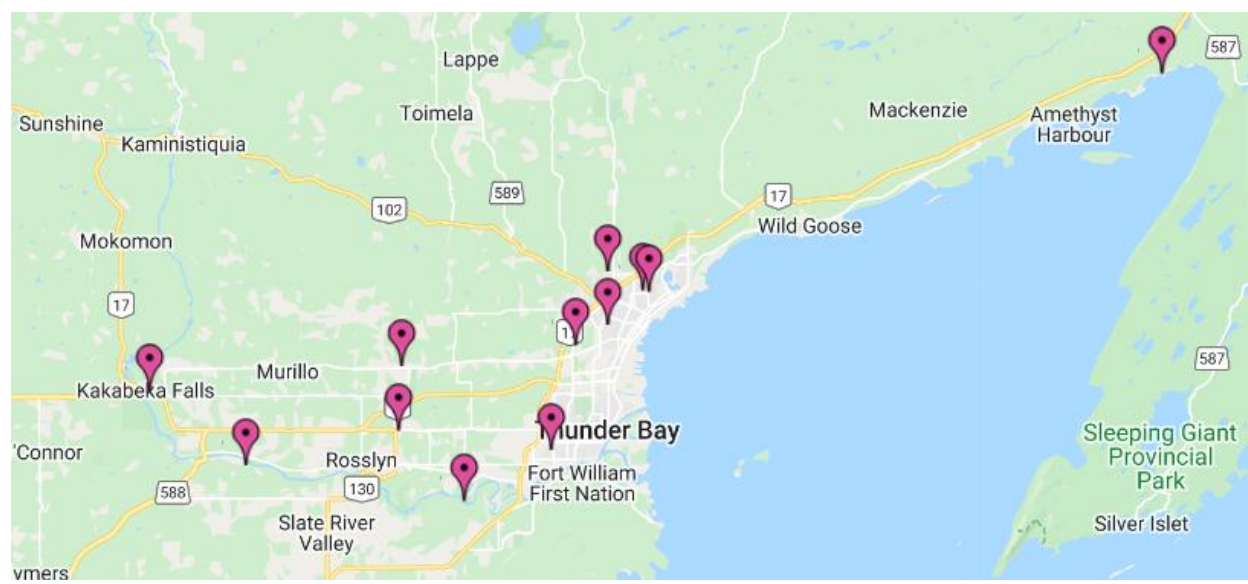 587
Lappe
Mackenzie
Toimela
Amethyst
Harbour
Sunshine
Kaministiquia
589
17
102
Wild Goose
Mokomon
17
587
Murillo
Kakabeka Falls
Thunder Bay
Sleeping Giant
Provincial
Park
'Connor
Rosslyn
Fort William
First Nation
588
130
Slate River
Valley
Silver Islet
ymers